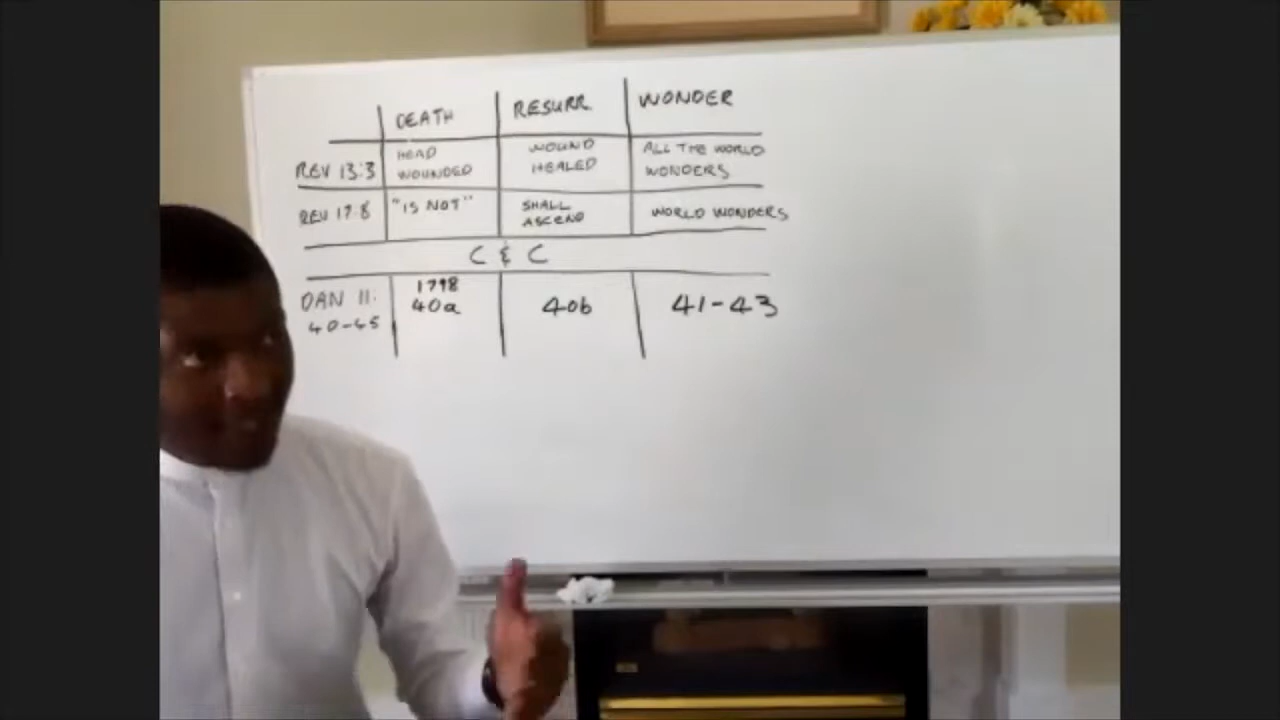 DEATH RESURR WONDER
REV 13:3 HEAD WOUND ALL THE WORLD
WOUNDED HEALED WONDERS
REV 17:8 "IS NOT" SHALL WORLD WONDERS
ASCEND
C & C
1798
DAN 11: 40a 40b 41-43
40-45